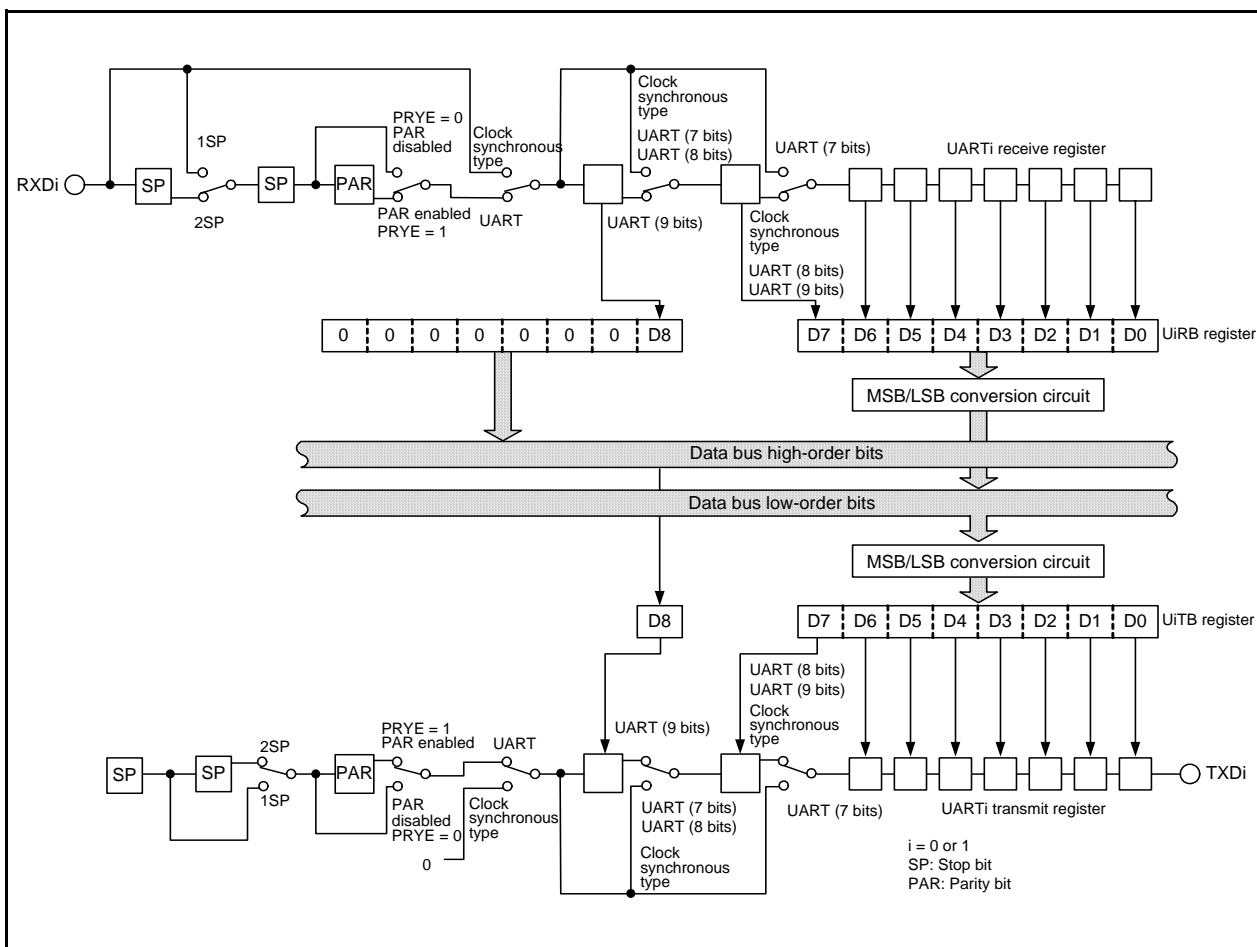 RXDi
SP
1SP
2SP
SP
PRYE = 0
PAR
disabled
PAR
PAR enabled
PRYE = 1
Clock
synchronous
type
UART
Clock
synchronous
type
UART (7 bits)
UART (8 bits)
UART (9 bits)
UART (7 bits)
Clock
synchronous
type
UART (8 bits)
UART (9 bits)
UARTi receive register
0 0 0 0 0 0 0 D8
D7 D6 D5 D4 D3 D2 D1 D0
UiRB register
MSB/LSB conversion circuit
Data bus high-order bits
Data bus low-order bits
MSB/LSB conversion circuit
D8
D7 D6 D5 D4 D3 D2 D1 D0
UiTB register
SP
SP
2SP
1SP
PAR
PRYE = 1
PAR enabled
PAR
disabled
PRYE = 0
UART
Clock
synchronous
type
0
UART (9 bits)
UART (7 bits)
UART (8 bits)
Clock
synchronous
type
UART (8 bits)
UART (9 bits)
Clock
synchronous
type
UART (7 bits)
UARTi transmit register
TXDi
i = 0 or 1
SP: Stop bit
PAR: Parity bit